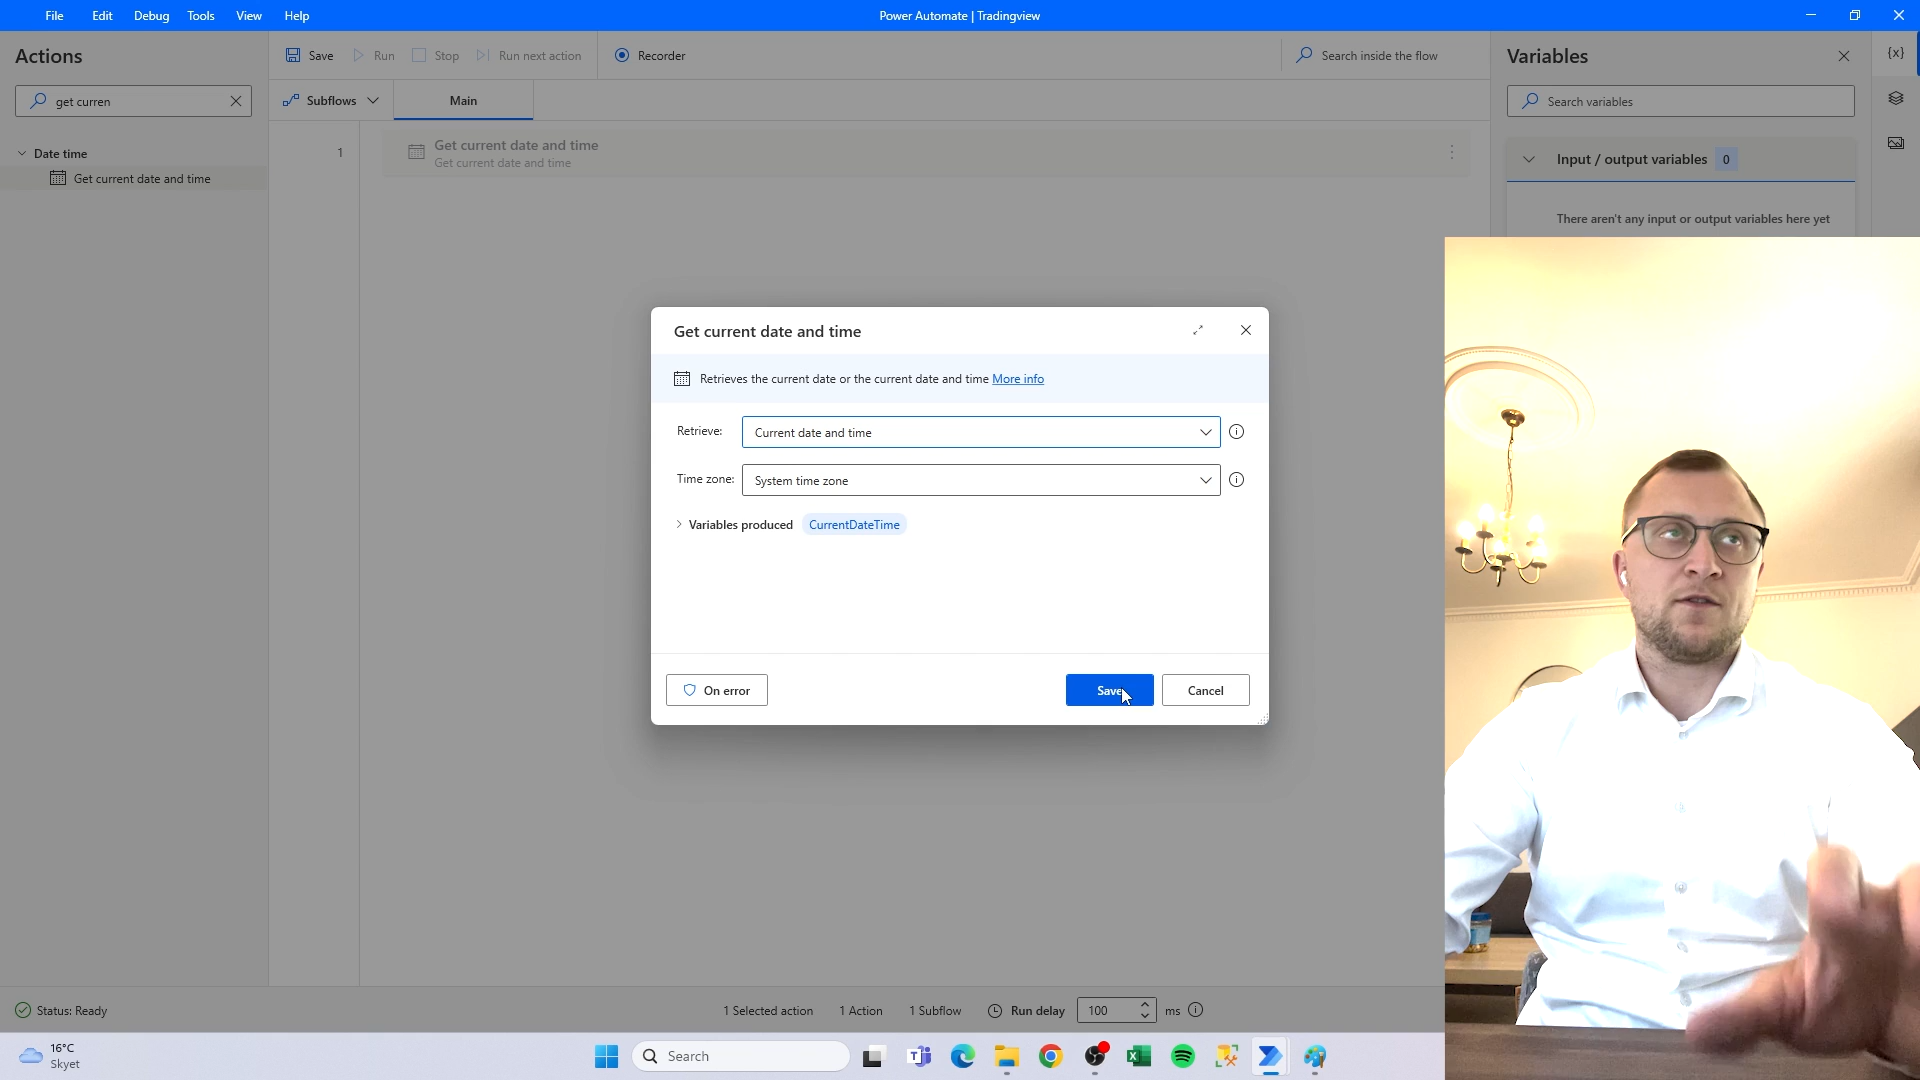 File Edit Debug Tools View Help
Power Automate | Tradingview
Actions
get curren
Date time
Get current date and time
Save Run Stop Run next action Recorder
Search inside the flow
Subflows Main
1
Get current date and time
Get current date and time
Variables
{x}
Search variables
Input / output variables 0
There aren't any input or output variables here yet
Get current date and time
Retrieves the current date or the current date and time More info
Retrieve: Current date and time
Time zone: System time zone
Variables produced CurrentDateTime
On error Save Cancel
Status: Ready
1 Selected action 1 Action 1 Subflow Run delay 100 ms
16°C
Skyet
Search